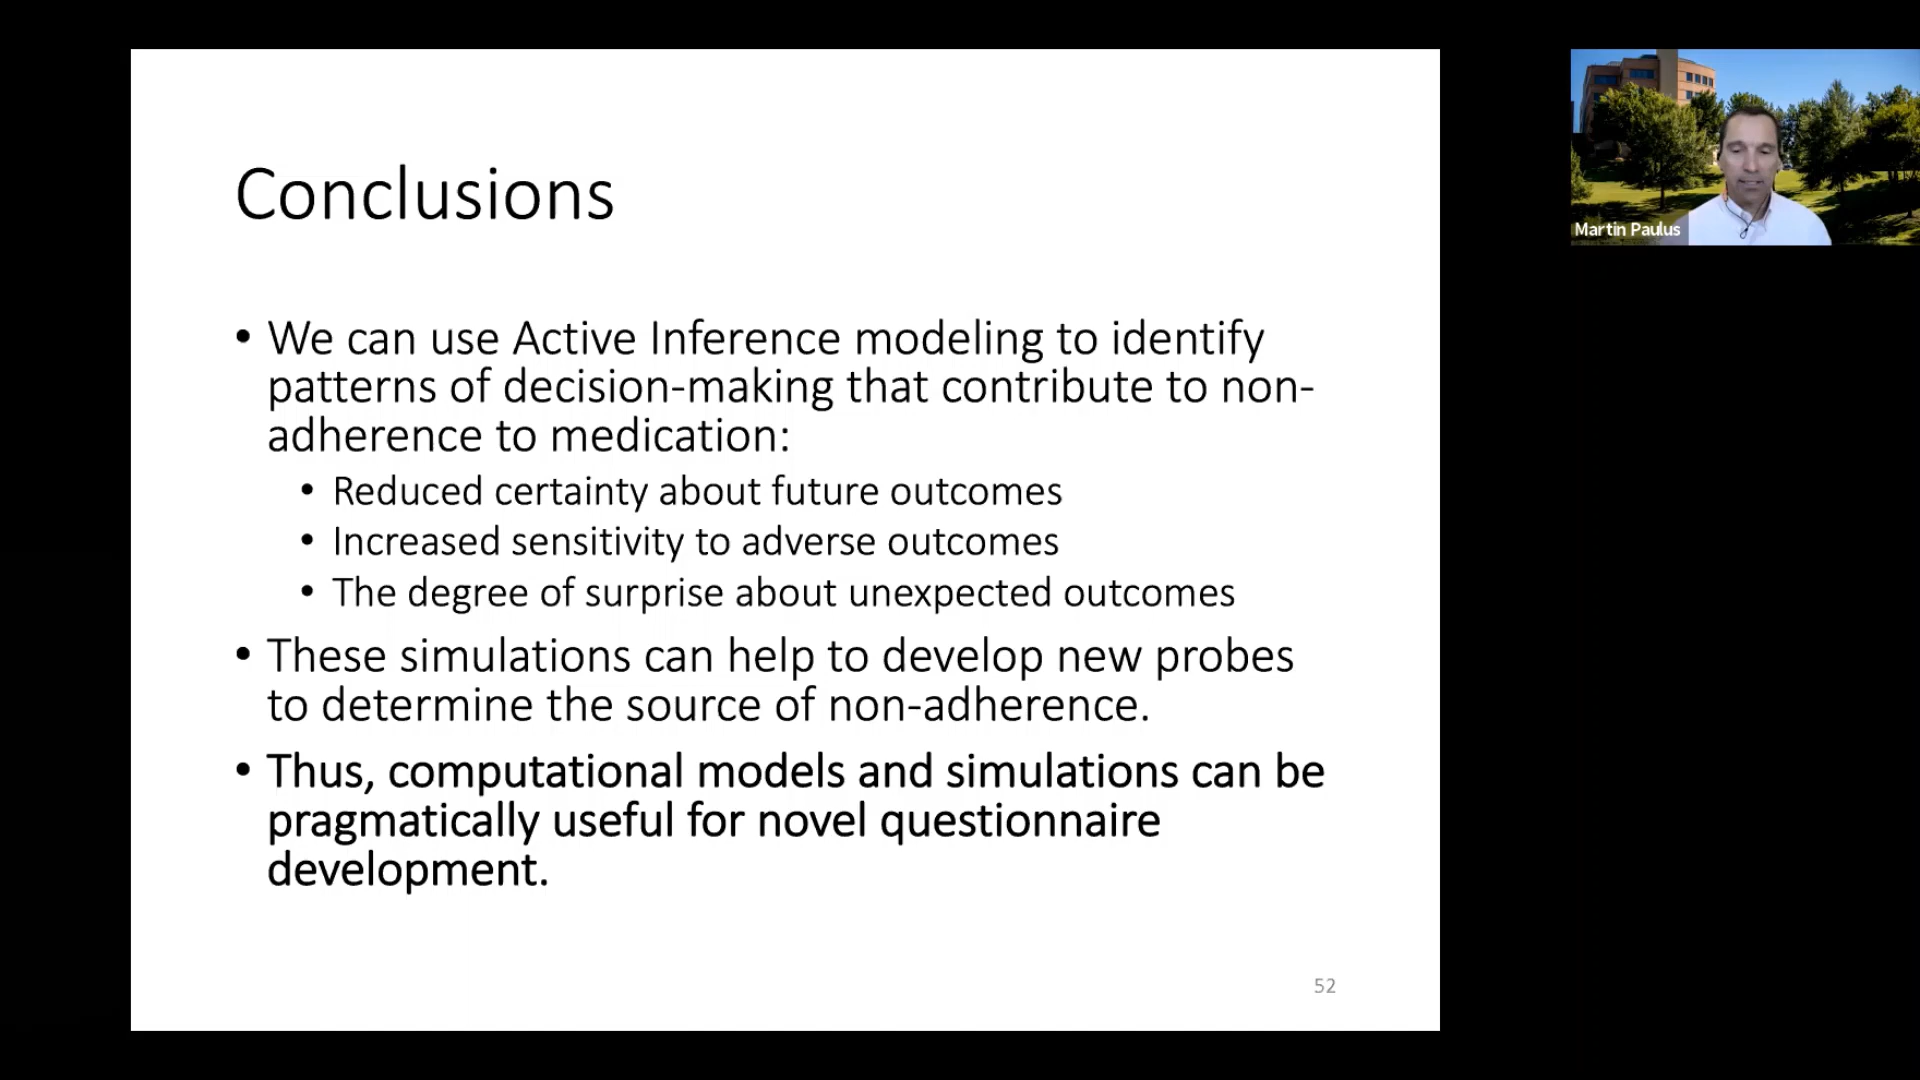 Conclusions
• We can use Active Inference modeling to identify
patterns of decision-making that contribute to non-
adherence to medication:
• Reduced certainty about future outcomes
• Increased sensitivity to adverse outcomes
• The degree of surprise about unexpected outcomes
• These simulations can help to develop new probes
to determine the source of non-adherence.
• Thus, computational models and simulations can be
pragmatically useful for novel questionnaire
development.
52
Martin Paulus